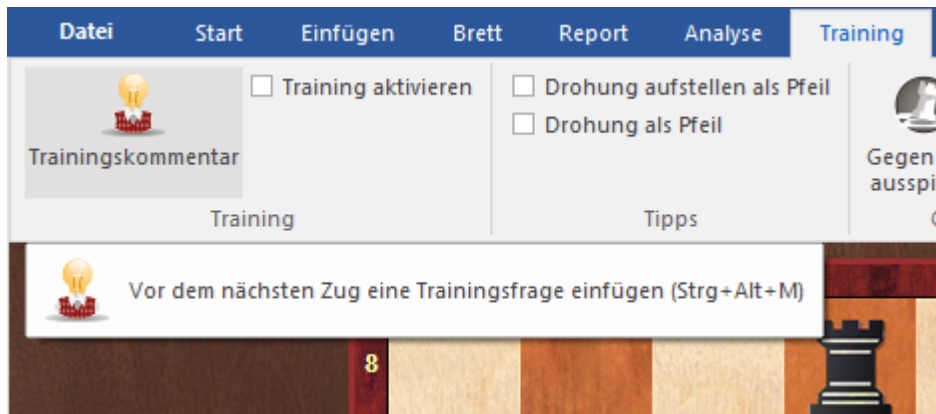 Datei Start Einfügen Brett Report Analyse Training
Training aktivieren
Drohung aufstellen als Pfeil
Drohung als Pfeil
Trainingskommentar
Gegen
Training
Tipps
Vor dem nächsten Zug eine Trainingsfrage einfügen (Strg+Alt+M)
8